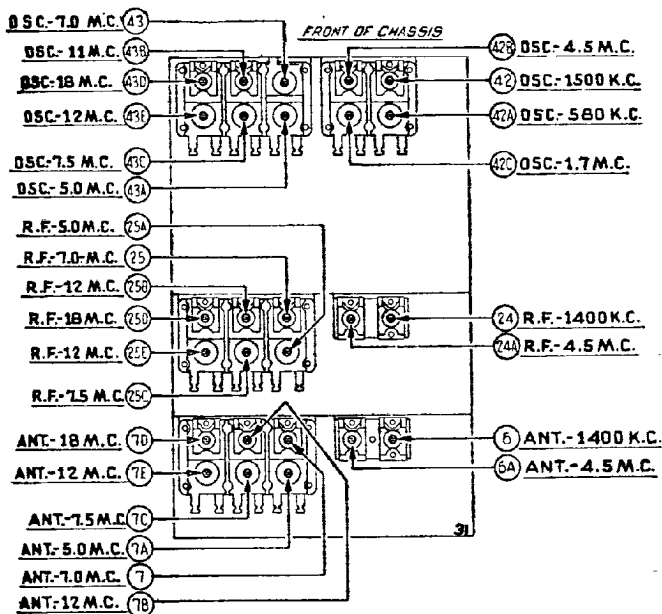 FRONT OF CHASSIS
OSC.-7.0 M.C. 43
OSC.-11 M.C. 43B
OSC.-18 M.C. 43D
OSC.-12 M.C. 43E
OSC.-7.5 M.C. 43C
OSC.-5.0 M.C. 43A
42B OSC.-4.5 M.C.
42 OSC.-1500 K.C.
42A OSC.-580 K.C.
42C OSC.-1.7 M.C.
R.F.-5.0 M.C. 25A
R.F.-7.0-M.C. 25
R.F.-12 M.C. 25B
R.F.-18 M.C. 25D
R.F.-12 M.C. 25E
R.F.-7.5 M.C. 25C
24 R.F.-1400 K.C.
24A R.F.-4.5 M.C.
ANT.-18 M.C. 7D
ANT.-12 M.C. 7E
ANT.-7.5 M.C. 7C
ANT.-5.0 M.C. 7A
ANT.-7.0 M.C. 7
ANT.-12 M.C. 7B
6 ANT.-1400 K.C.
6A ANT.-4.5 M.C.
31